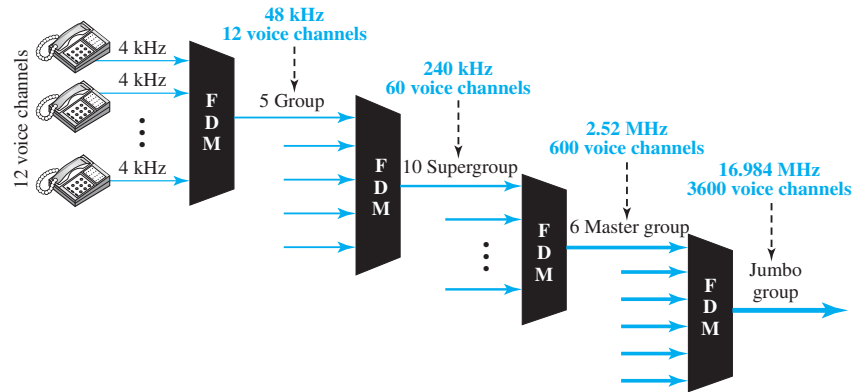 48 kHz
12 voice channels
4 kHz
4 kHz
4 kHz
12 voice channels
F
D
M
5 Group
240 kHz
60 voice channels
F
D
M
10 Supergroup
2.52 MHz
600 voice channels
F
D
M
6 Master group
16.984 MHz
3600 voice channels
F
D
M
Jumbo
group